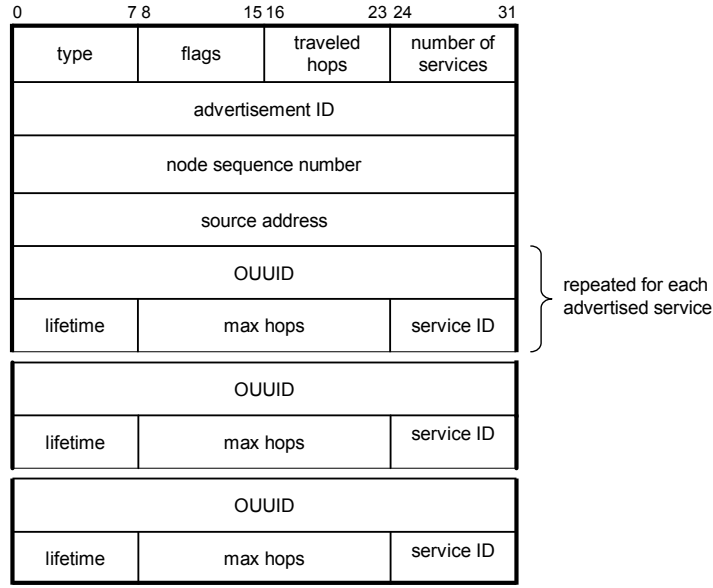 0 7 8 15 16 23 24 31
type flags traveled hops number of services
advertisement ID
node sequence number
source address
OUUID
repeated for each
advertised service
lifetime max hops service ID
OUUID
lifetime max hops service ID
OUUID
lifetime max hops service ID